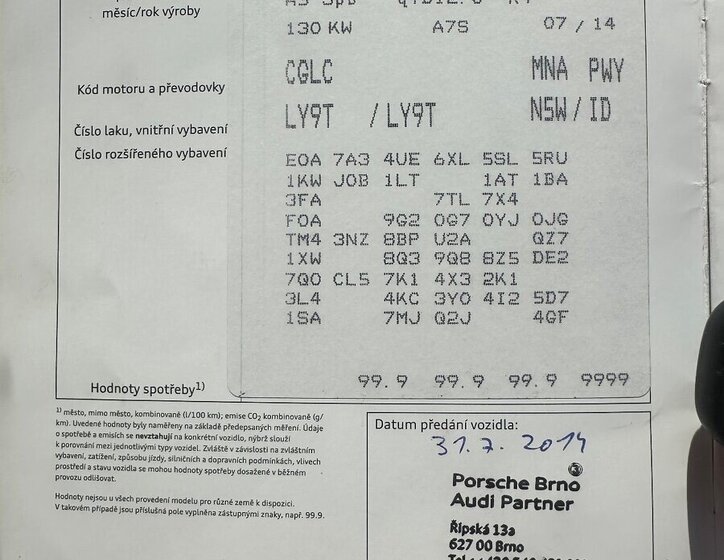 měsíc/rok výroby
130 KW A7S 07 / 14
Kód motoru a převodovky CGLC MNA PWY
Číslo laku, vnitřní vybavení LY9T / LY9T N5W / ID
Číslo rozšířeného vybavení E0A 7A3 4UE 6XL 5SL 5RU
1KW J0B 1LT 1AT 1BA
3FA 7TL 7X4
F0A 9G2 0G7 0YJ 0JG
TM4 3NZ 8BP U2A QZ7
1XW 8Q3 9Q8 8Z5 DE2
7Q0 CL5 7K1 4X3 2K1
3L4 4KC 3Y0 4I2 5D7
1SA 7MJ Q2J 4GF
Hodnoty spotřeby1) 99. 9 99. 9 99. 9 9999
1) město, mimo město, kombinované (l/100 km); emise CO2 kombinované (g/
km). Uvedené hodnoty byly naměřeny na základě předepsaných měření. Údaje
o spotřebě a emisích se nevztahují na konkrétní vozidlo, nýbrž slouží
k porovnání mezi jednotlivými typy vozidel. Zvláště v závislosti na zvláštním
vybavení, zatížení, způsobu jízdy, silničních a dopravních podmínkách, vlivech
prostředí a stavu vozidla se mohou hodnoty spotřeby dosažené v běžném
provozu odlišovat.
Hodnoty nejsou u všech provedení modelu pro různé země k dispozici.
V takovém případě jsou příslušná pole vyplněna zástupnými znaky, např. 99.9.
Datum předání vozidla:
31.7.2014
Porsche Brno
Audi Partner
Řipská 13a
627 00 Brno